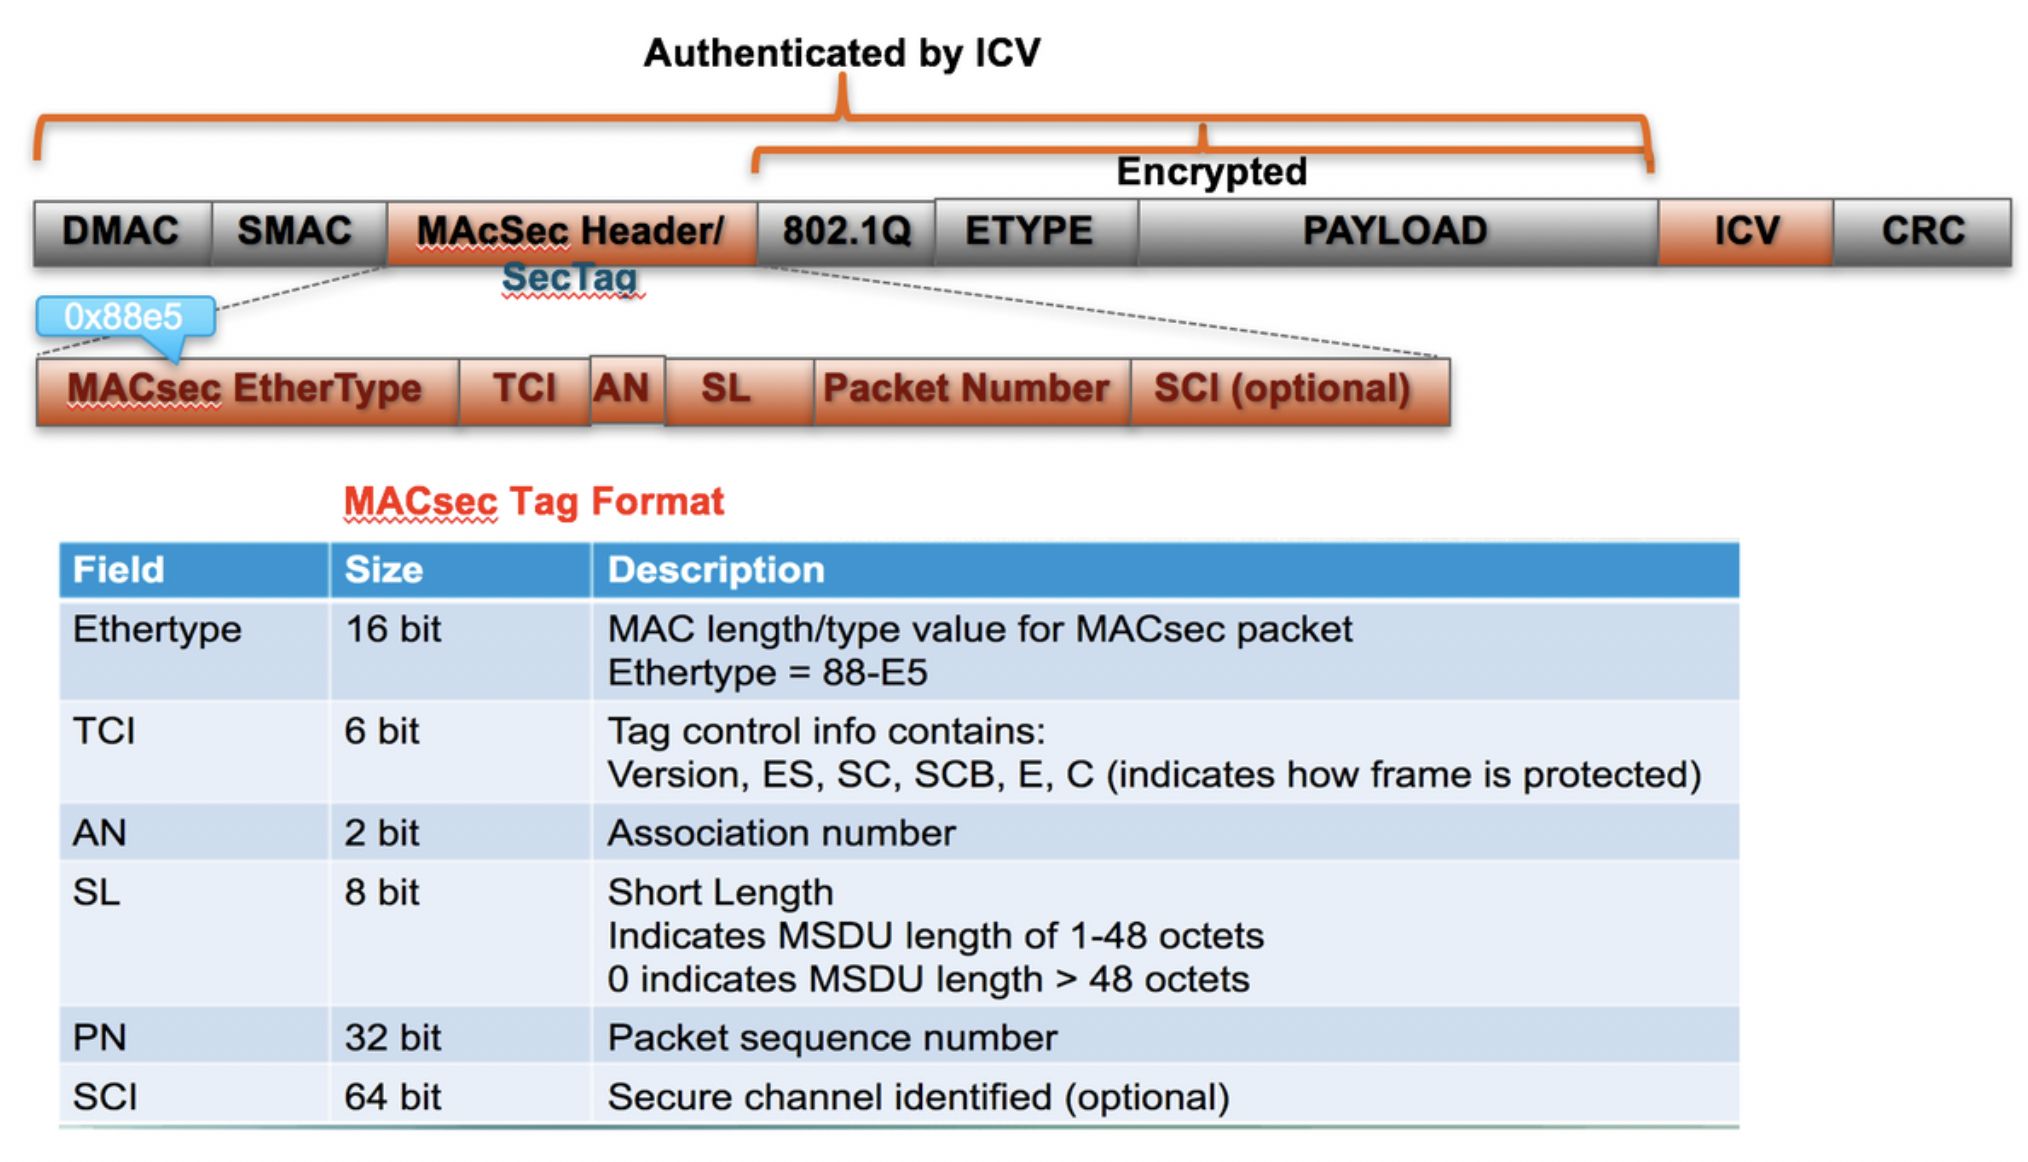 Authenticated by ICV
Encrypted
DMAC SMAC MAcSec Header/ 802.1Q ETYPE PAYLOAD ICV CRC
SecTag
0x88e5
MACsec EtherType TCI AN SL Packet Number SCI (optional)
MACsec Tag Format
Field Size Description
Ethertype 16 bit MAC length/type value for MACsec packet
Ethertype = 88-E5
TCI 6 bit Tag control info contains:
Version, ES, SC, SCB, E, C (indicates how frame is protected)
AN 2 bit Association number
SL 8 bit Short Length
Indicates MSDU length of 1-48 octets
0 indicates MSDU length > 48 octets
PN 32 bit Packet sequence number
SCI 64 bit Secure channel identified (optional)